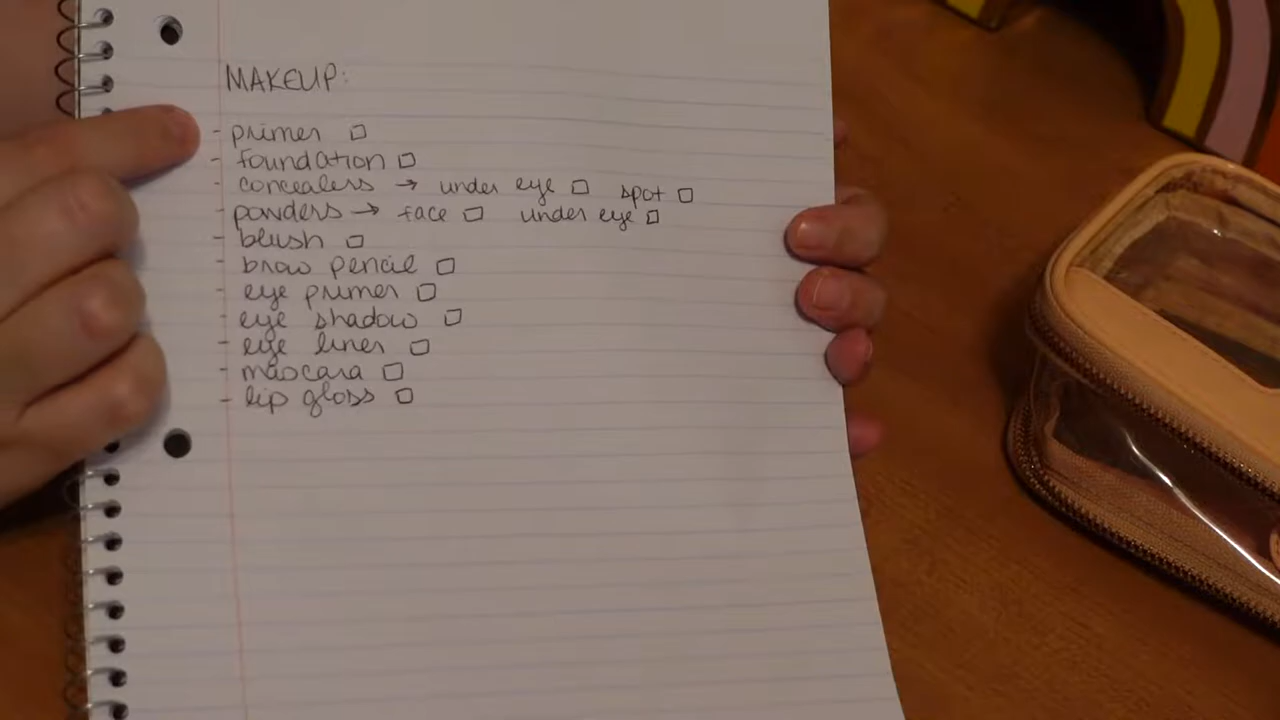 MAKEUP:
- primer □
- foundation □
- concealers → under eye □ spot □
- powders → face □ under eye □
- blush □
- brow pencil □
- eye primer □
- eye shadow □
- eye liner □
- mascara □
- lip gloss □